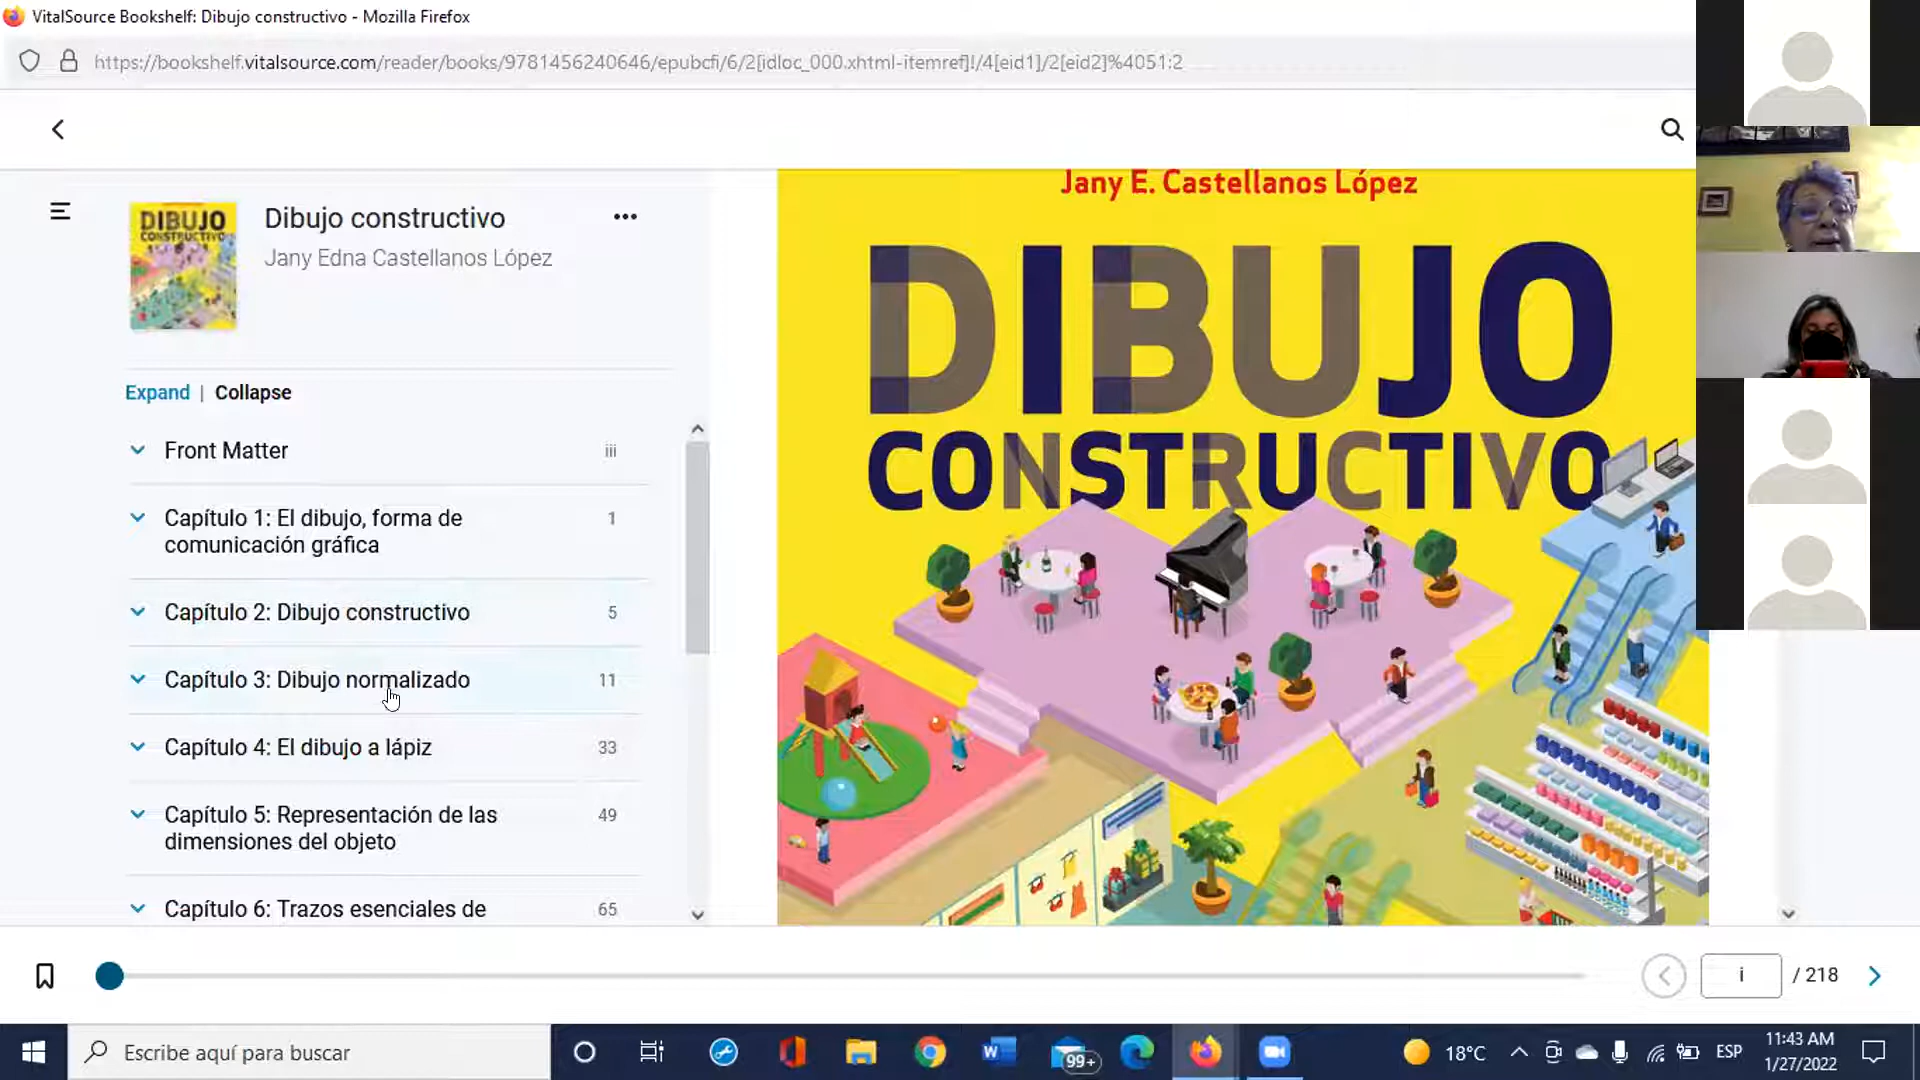 VitalSource Bookshelf: Dibujo constructivo - Mozilla Firefox
https://bookshelf.vitalsource.com/reader/books/9781456240646/epubcfi/6/2[idloc_000.xhtml-itemref]!/4[eid1]/2[eid2]%4051:2
DIBUJO
CONSTRUCTIVO
Dibujo constructivo
Jany Edna Castellanos López
Expand | Collapse
Front Matter iii
Capítulo 1: El dibujo, forma de 1
comunicación gráfica
Capítulo 2: Dibujo constructivo 5
Capítulo 3: Dibujo normalizado 11
Capítulo 4: El dibujo a lápiz 33
Capítulo 5: Representación de las 49
dimensiones del objeto
Capítulo 6: Trazos esenciales de 65
Jany E. Castellanos López
DIBUJO
CONSTRUCTIVO
i / 218
Escribe aquí para buscar
99+
18°C
ESP
11:43 AM
1/27/2022